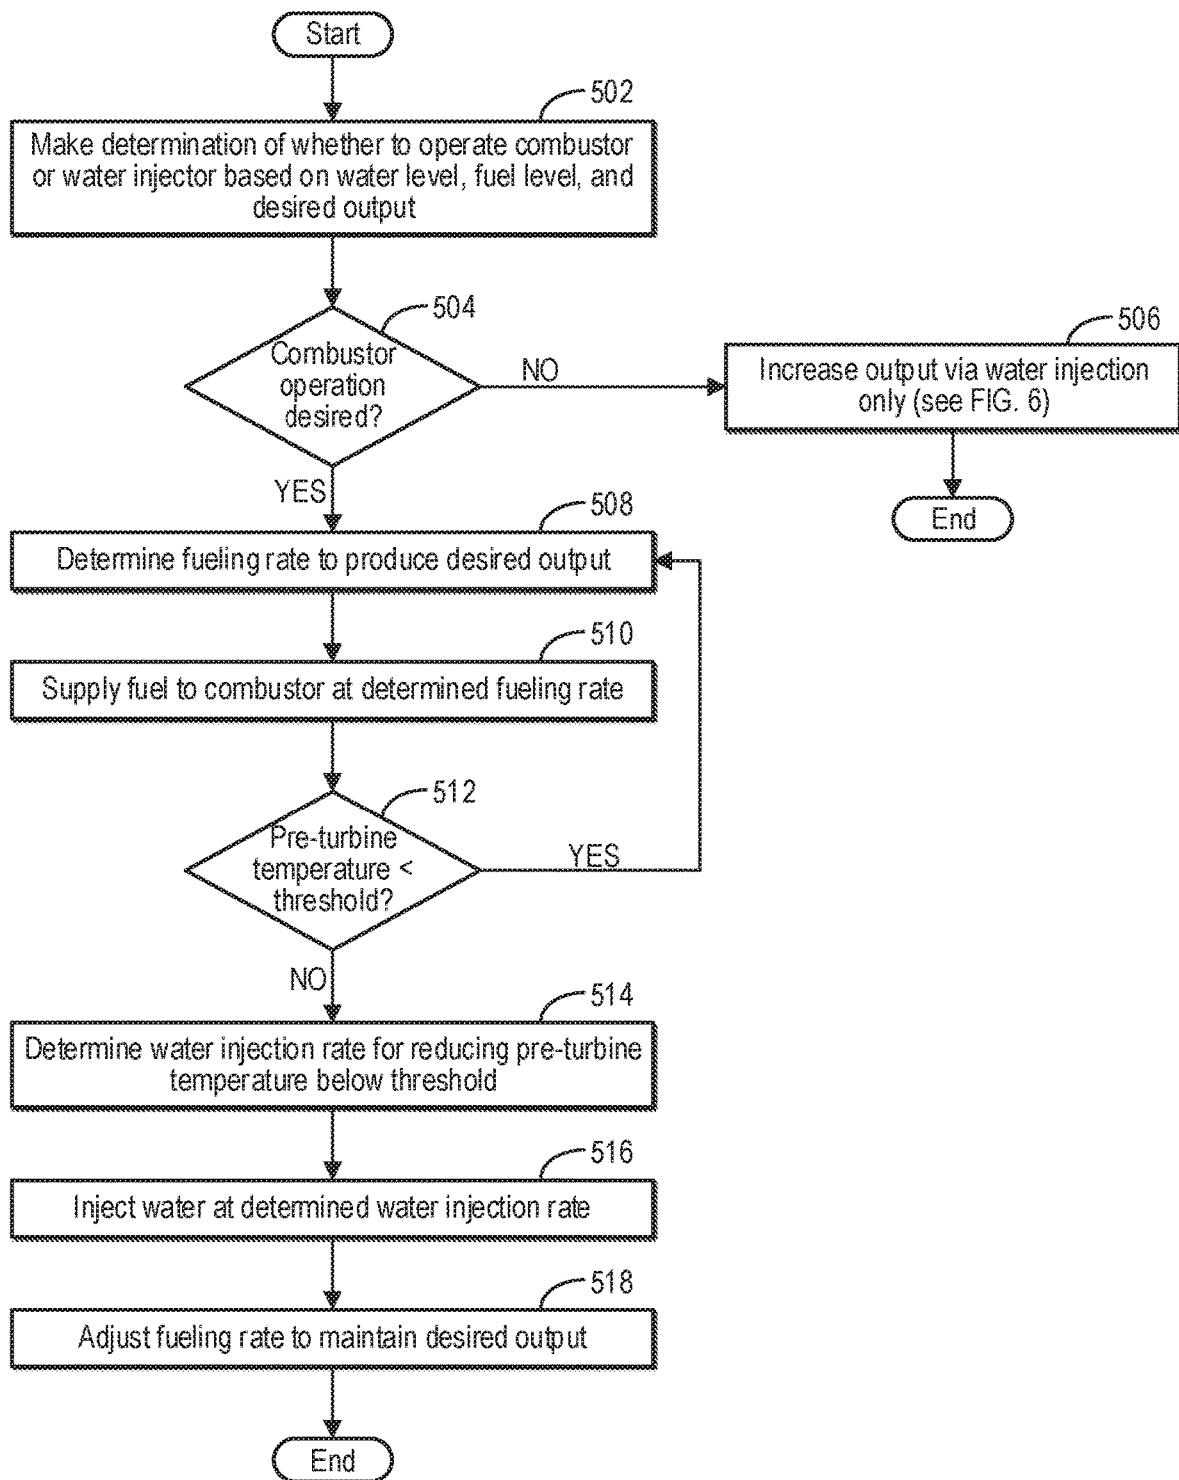 Start
502
Make determination of whether to operate combustor
or water injector based on water level, fuel level, and
desired output
504
Combustor
operation
desired?
NO
506
Increase output via water injection
only (see FIG. 6)
End
YES
508
Determine fueling rate to produce desired output
510
Supply fuel to combustor at determined fueling rate
512
Pre-turbine
temperature <
threshold?
YES
NO
514
Determine water injection rate for reducing pre-turbine
temperature below threshold
516
Inject water at determined water injection rate
518
Adjust fueling rate to maintain desired output
End